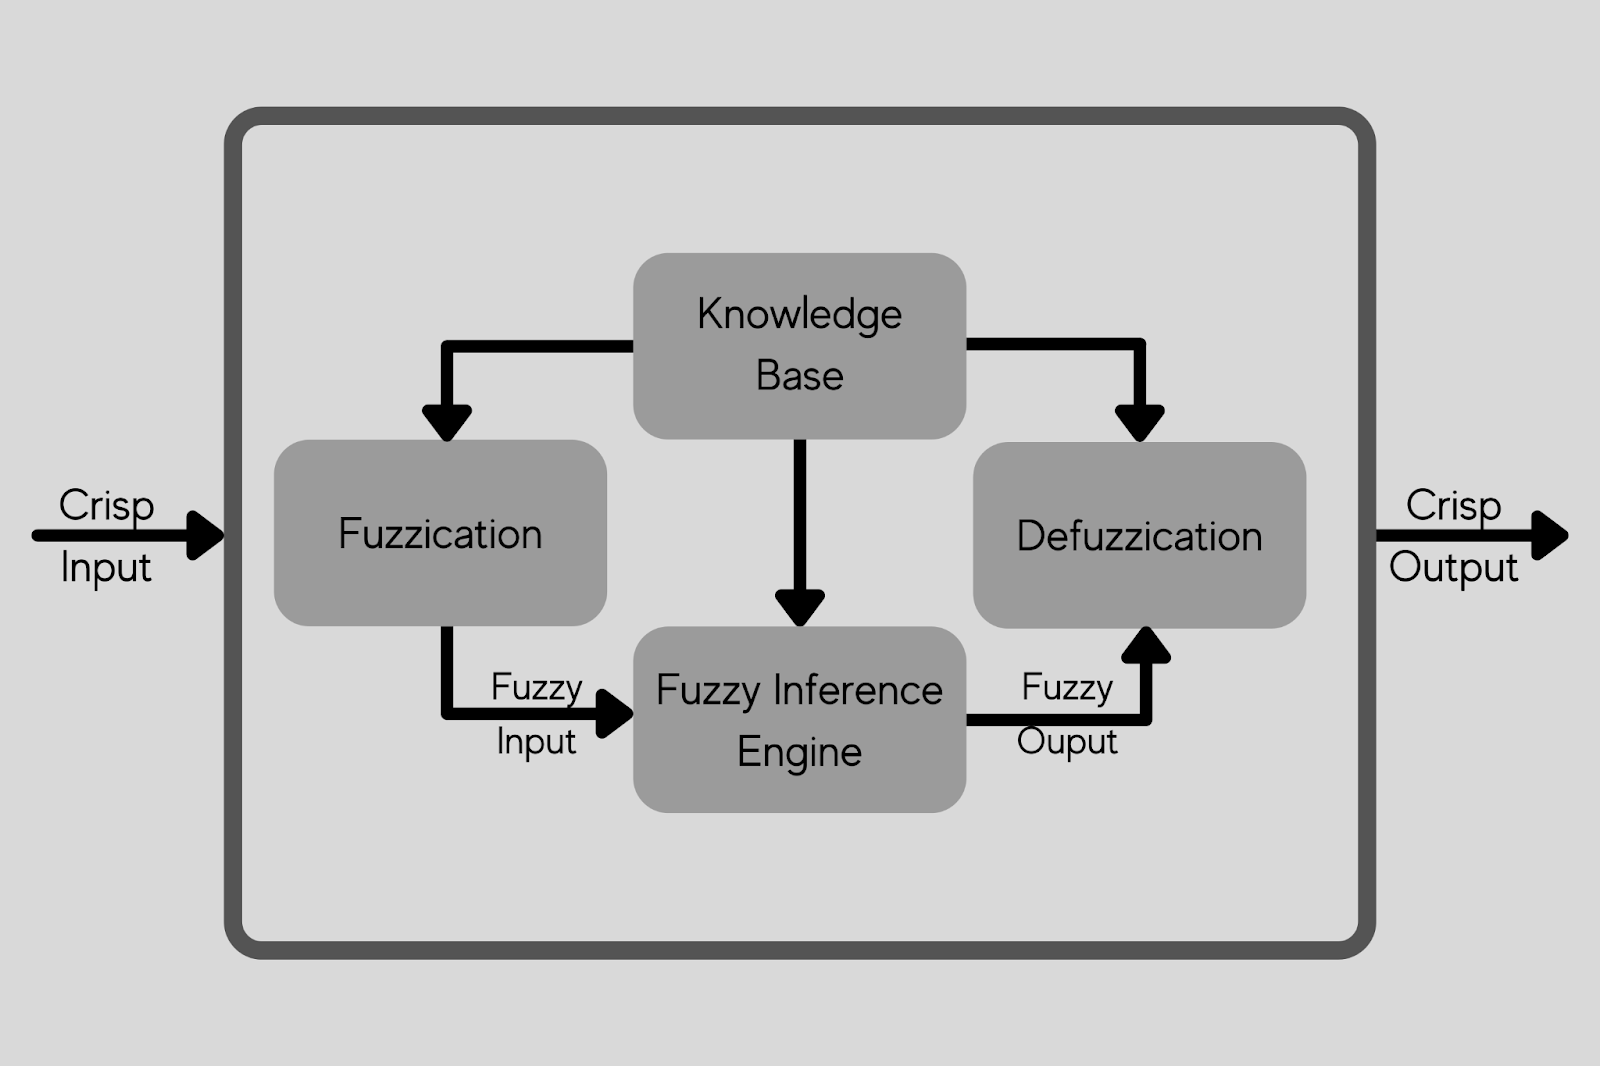 Knowledge
Base
Crisp
Input
Fuzzication
Defuzzication
Crisp
Output
Fuzzy
Input
Fuzzy Inference
Engine
Fuzzy
Ouput